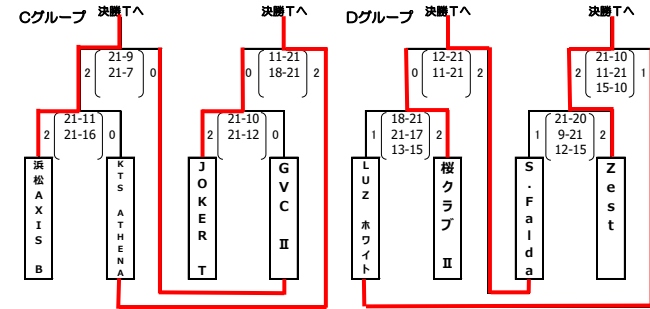 Cグループ 決勝Tへ 決勝Tへ Dグループ 決勝Tへ 決勝Tへ
21-9 11-21 12-21 21-10
2 21-7 0 0 18-21 2 0 11-21 2 2 11-21 1
15-10
21-11 21-10 18-21 21-20
2 21-16 0 2 21-12 0 1 21-17 2 1 9-21 2
13-15 12-15
浜松AXIS B
KTS ATHENA
JOKER T
GVC Ⅱ
LUZ ホワイト
桜クラブ Ⅱ
S.Falda
Zest